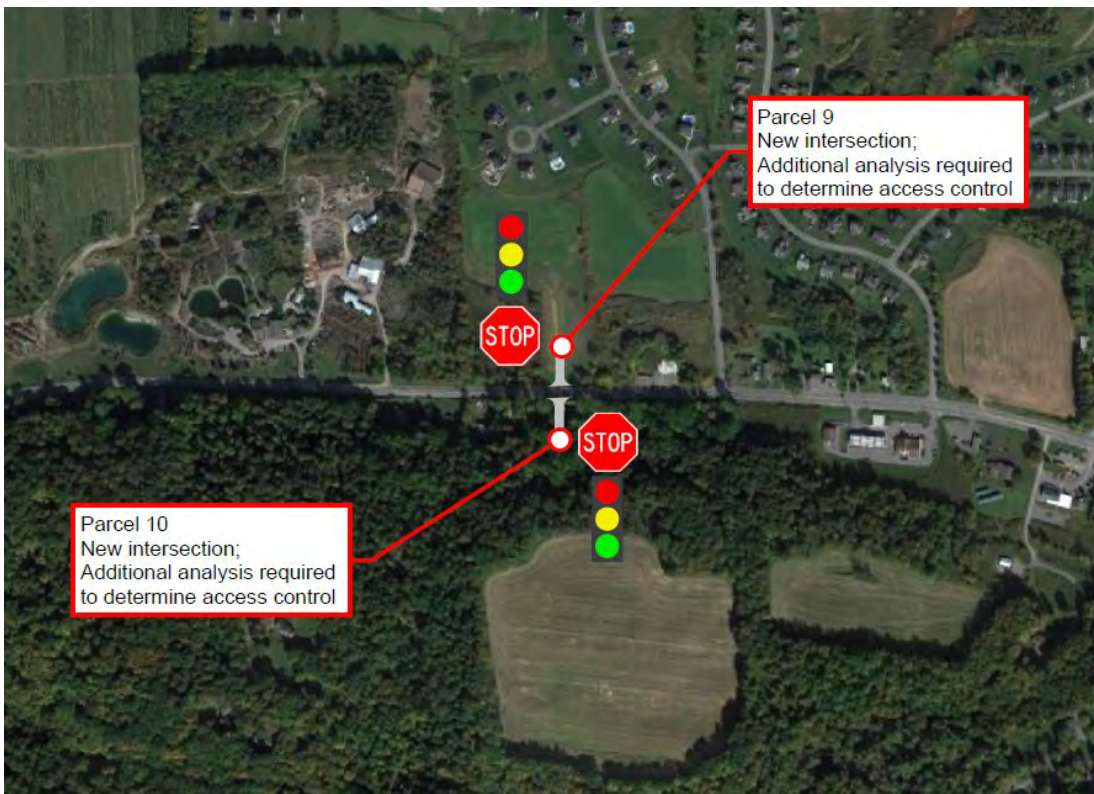 Parcel 9
New intersection;
Additional analysis required
to determine access control
STOP
STOP
Parcel 10
New intersection;
Additional analysis required
to determine access control